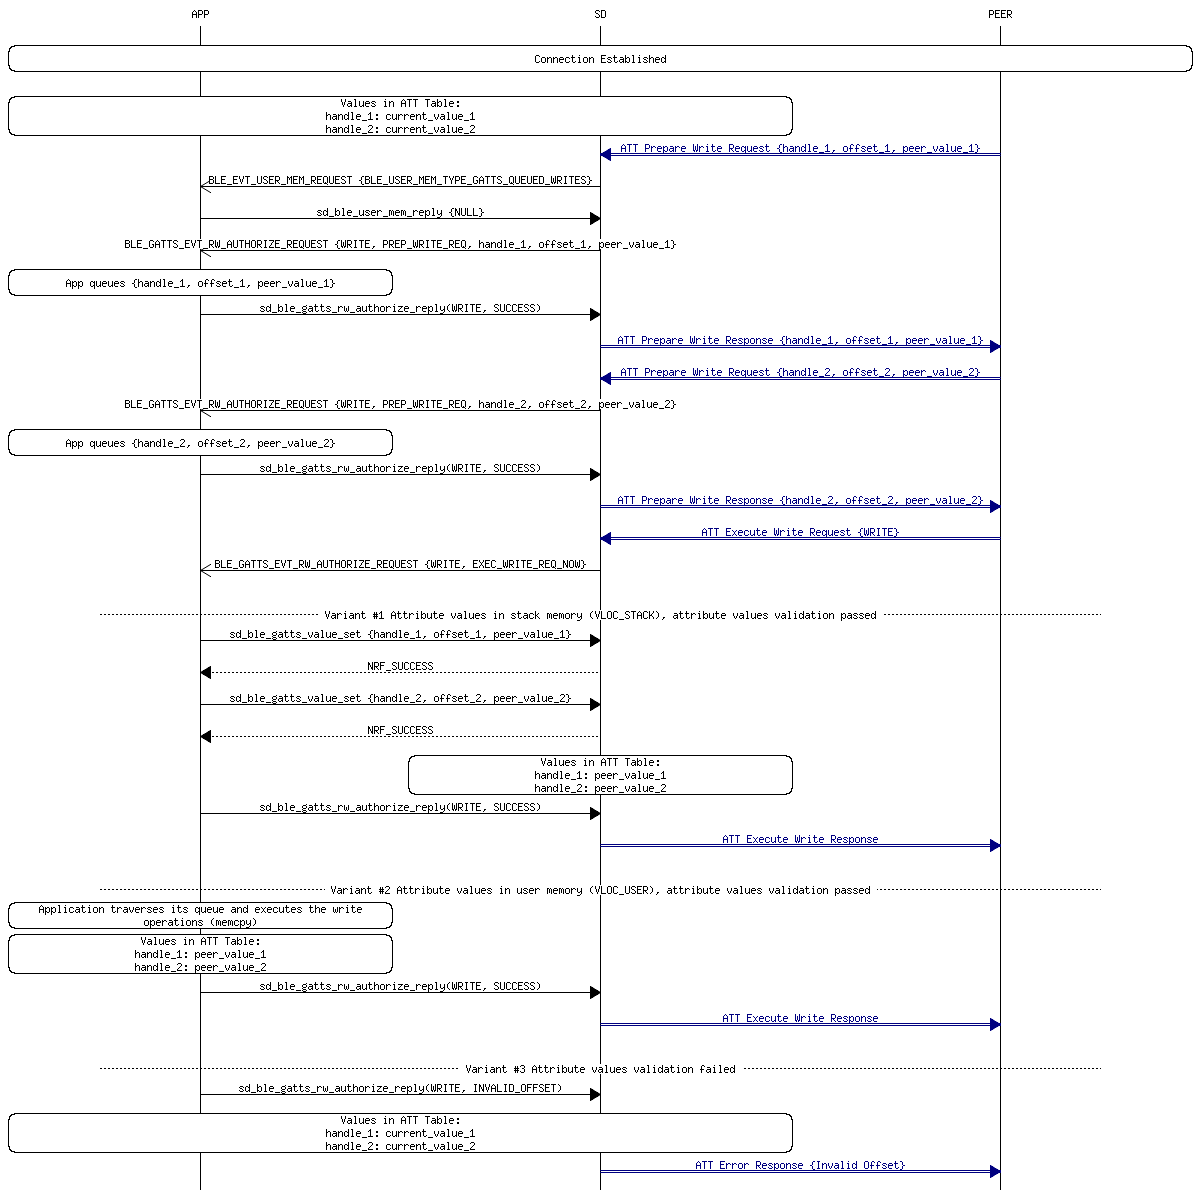 APP SD PEER
Connection Established
Values in ATT Table:
handle_1: current_value_1
handle_2: current_value_2
ATT Prepare Write Request {handle_1, offset_1, peer_value_1}
BLE_EVT_USER_MEM_REQUEST {BLE_USER_MEM_TYPE_GATTS_QUEUED_WRITES}
sd_ble_user_mem_reply {NULL}
BLE_GATTS_EVT_RW_AUTHORIZE_REQUEST {WRITE, PREP_WRITE_REQ, handle_1, offset_1, peer_value_1}
App queues {handle_1, offset_1, peer_value_1}
sd_ble_gatts_rw_authorize_reply(WRITE, SUCCESS)
ATT Prepare Write Response {handle_1, offset_1, peer_value_1}
ATT Prepare Write Request {handle_2, offset_2, peer_value_2}
BLE_GATTS_EVT_RW_AUTHORIZE_REQUEST {WRITE, PREP_WRITE_REQ, handle_2, offset_2, peer_value_2}
App queues {handle_2, offset_2, peer_value_2}
sd_ble_gatts_rw_authorize_reply(WRITE, SUCCESS)
ATT Prepare Write Response {handle_2, offset_2, peer_value_2}
ATT Execute Write Request {WRITE}
BLE_GATTS_EVT_RW_AUTHORIZE_REQUEST {WRITE, EXEC_WRITE_REQ_NOW}
Variant #1 Attribute values in stack memory (VLOC_STACK), attribute values validation passed
sd_ble_gatts_value_set {handle_1, offset_1, peer_value_1}
NRF_SUCCESS
sd_ble_gatts_value_set {handle_2, offset_2, peer_value_2}
NRF_SUCCESS
Values in ATT Table:
handle_1: peer_value_1
handle_2: peer_value_2
sd_ble_gatts_rw_authorize_reply(WRITE, SUCCESS)
ATT Execute Write Response
Variant #2 Attribute values in user memory (VLOC_USER), attribute values validation passed
Application traverses its queue and executes the write
operations (memcpy)
Values in ATT Table:
handle_1: peer_value_1
handle_2: peer_value_2
sd_ble_gatts_rw_authorize_reply(WRITE, SUCCESS)
ATT Execute Write Response
Variant #3 Attribute values validation failed
sd_ble_gatts_rw_authorize_reply(WRITE, INVALID_OFFSET)
Values in ATT Table:
handle_1: current_value_1
handle_2: current_value_2
ATT Error Response {Invalid Offset}